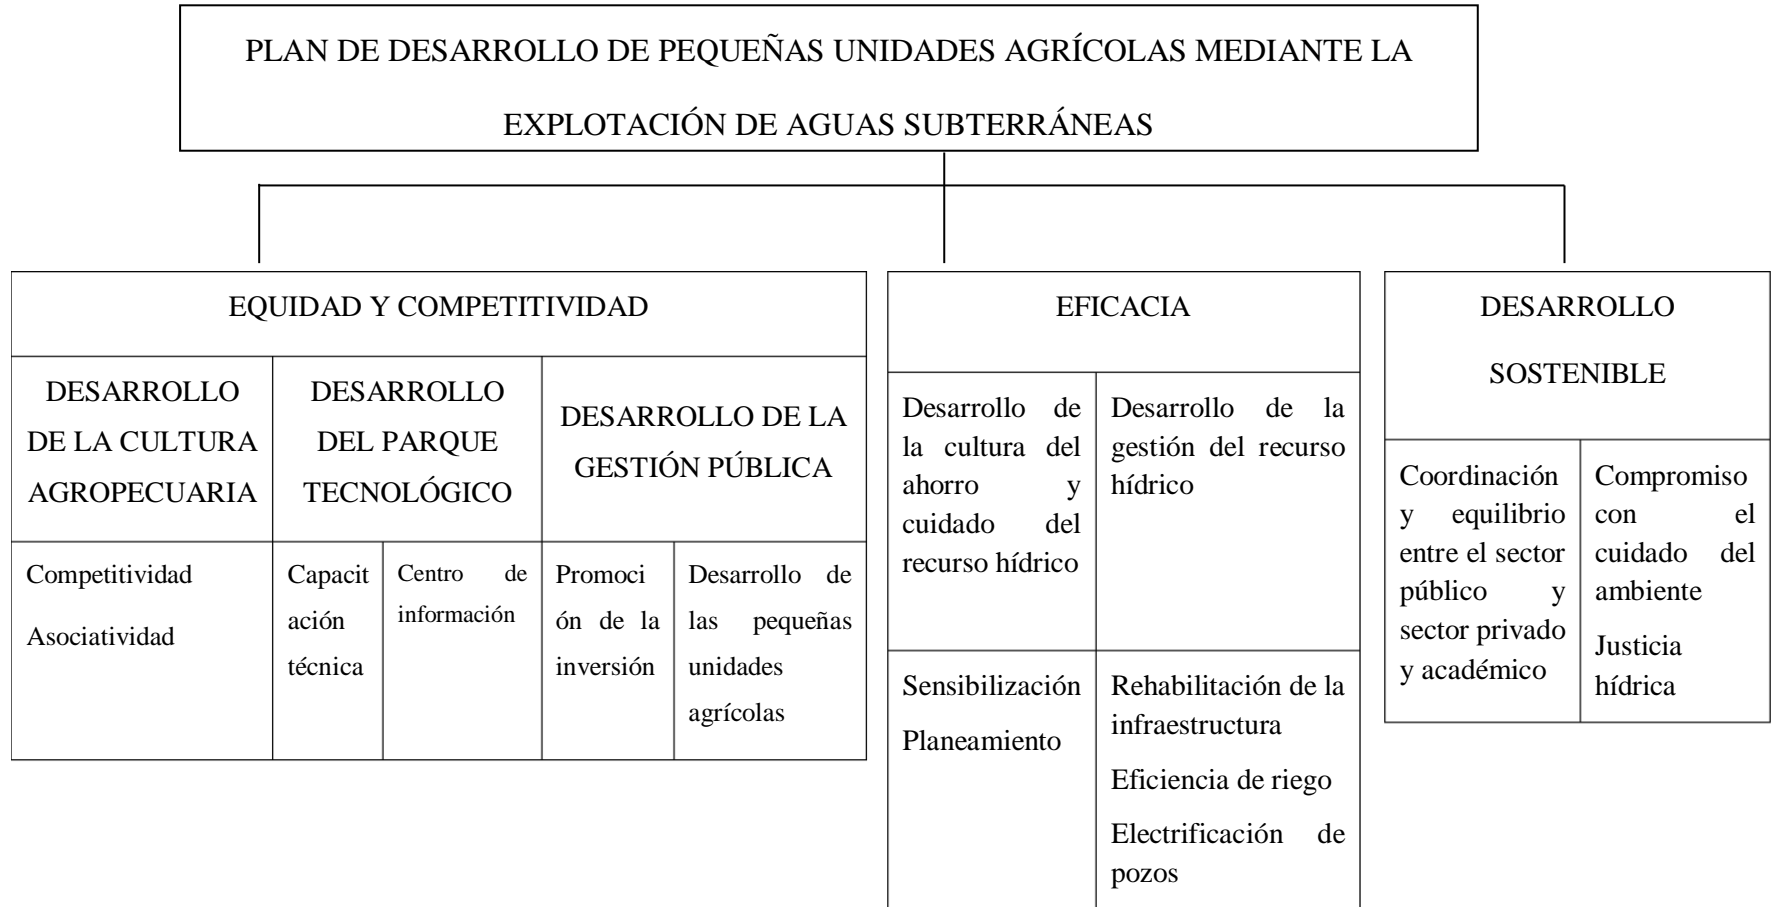 PLAN DE DESARROLLO DE PEQUEÑAS UNIDADES AGRÍCOLAS MEDIANTE LA
EXPLOTACIÓN DE AGUAS SUBTERRÁNEAS
EQUIDAD Y COMPETITIVIDAD
DESARROLLO
DE LA CULTURA
AGROPECUARIA
DESARROLLO
DEL PARQUE
TECNOLÓGICO
DESARROLLO DE LA
GESTIÓN PÚBLICA
Competitividad
Asociatividad
Capacit
ación
técnica
Centro de
información
Promoci
ón de la
inversión
Desarrollo de
las pequeñas
unidades
agrícolas
EFICACIA
Desarrollo de
la cultura del
ahorro y
cuidado del
recurso hídrico
Desarrollo de la
gestión del recurso
hídrico
Sensibilización
Planeamiento
Rehabilitación de la
infraestructura
Eficiencia de riego
Electrificación de
pozos
DESARROLLO
SOSTENIBLE
Coordinación
y equilibrio
entre el sector
público y
sector privado
y académico
Compromiso
con el
cuidado del
ambiente
Justicia
hídrica